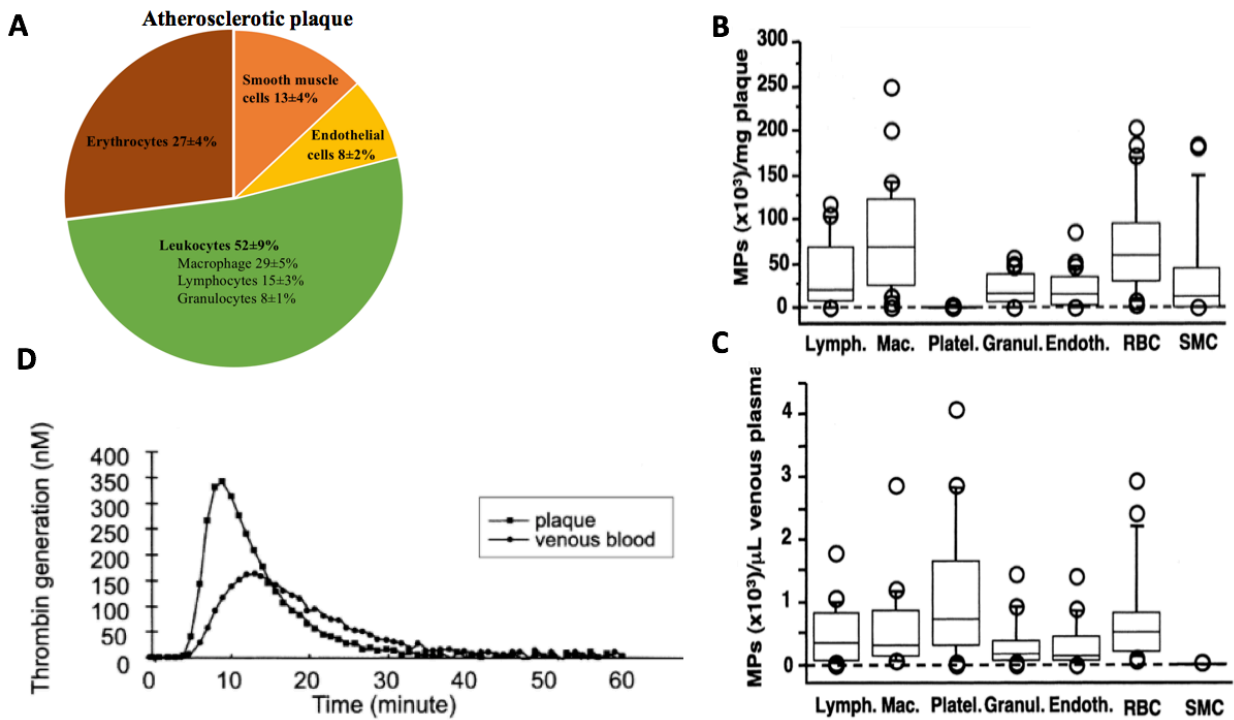 A
Atherosclerotic plaque
Smooth muscle
cells 13±4%
Endothelial
cells 8±2%
Erythrocytes 27±4%
Leukocytes 52±9%
Macrophage 29±5%
Lymphocytes 15±3%
Granulocytes 8±1%
B
MPs (x10³)/mg plaque
300
250
200
150
100
50
0
Lymph. Mac. Platel. Granul. Endoth. RBC SMC
C
MPs (x10³)/µL venous plasma
4
3
2
1
0
Lymph. Mac. Platel. Granul. Endoth. RBC SMC
D
Thrombin generation (nM)
400
350
300
250
200
150
100
50
0
0 10 20 30 40 50 60
Time (minute)
plaque
venous blood